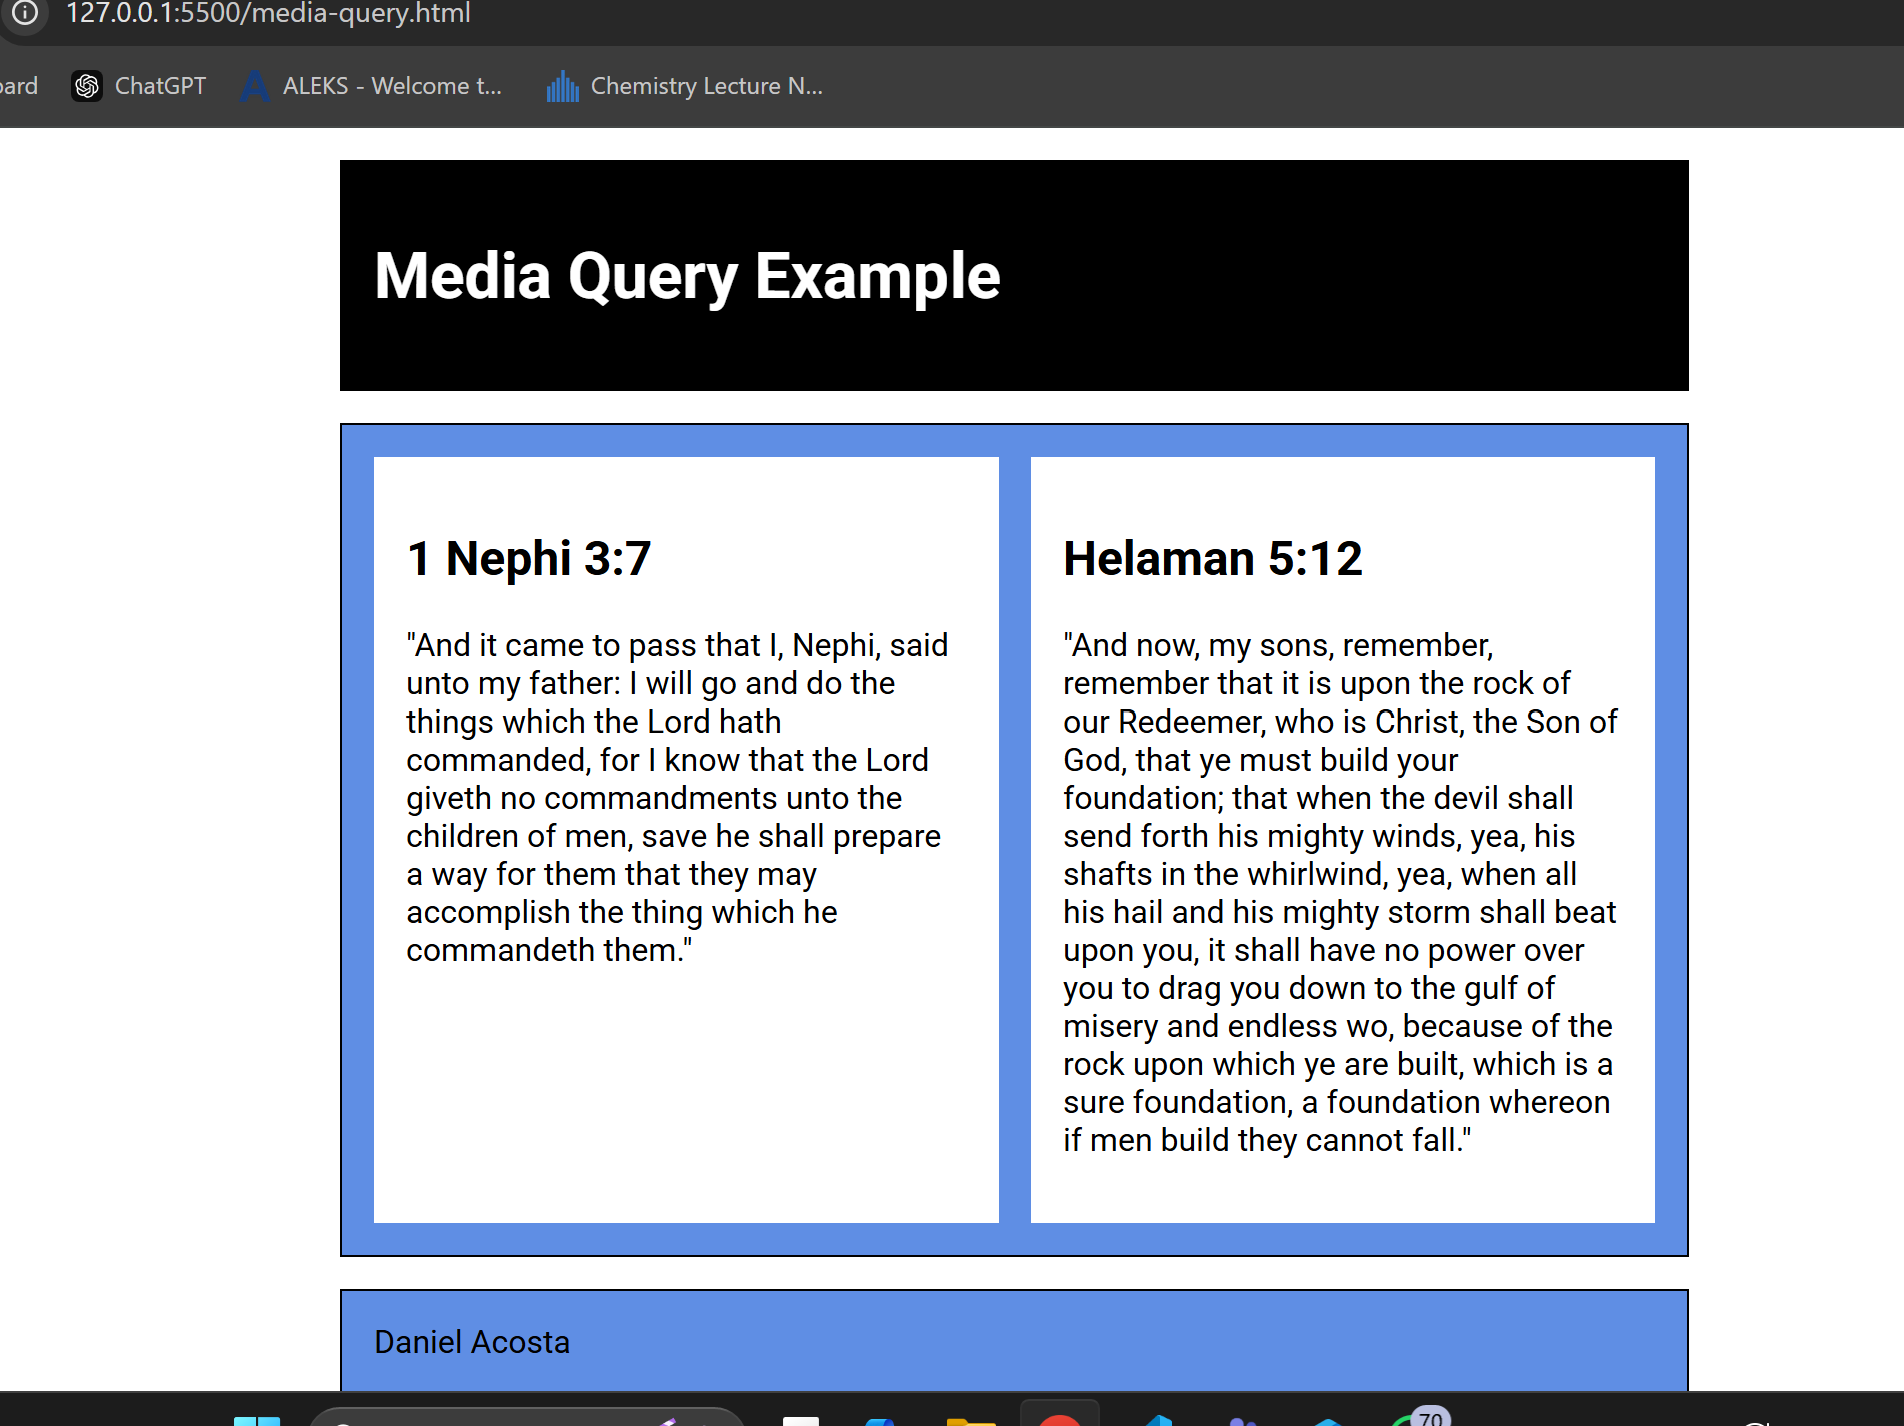 127.0.0.1:5500/media-query.html
ChatGPT
ALEKS - Welcome t...
Chemistry Lecture N...
Media Query Example
1 Nephi 3:7
"And it came to pass that I, Nephi, said
unto my father: I will go and do the
things which the Lord hath
commanded, for I know that the Lord
giveth no commandments unto the
children of men, save he shall prepare
a way for them that they may
accomplish the thing which he
commandeth them."
Helaman 5:12
"And now, my sons, remember,
remember that it is upon the rock of
our Redeemer, who is Christ, the Son of
God, that ye must build your
foundation; that when the devil shall
send forth his mighty winds, yea, his
shafts in the whirlwind, yea, when all
his hail and his mighty storm shall beat
upon you, it shall have no power over
you to drag you down to the gulf of
misery and endless wo, because of the
rock upon which ye are built, which is a
sure foundation, a foundation whereon
if men build they cannot fall."
Daniel Acosta
70